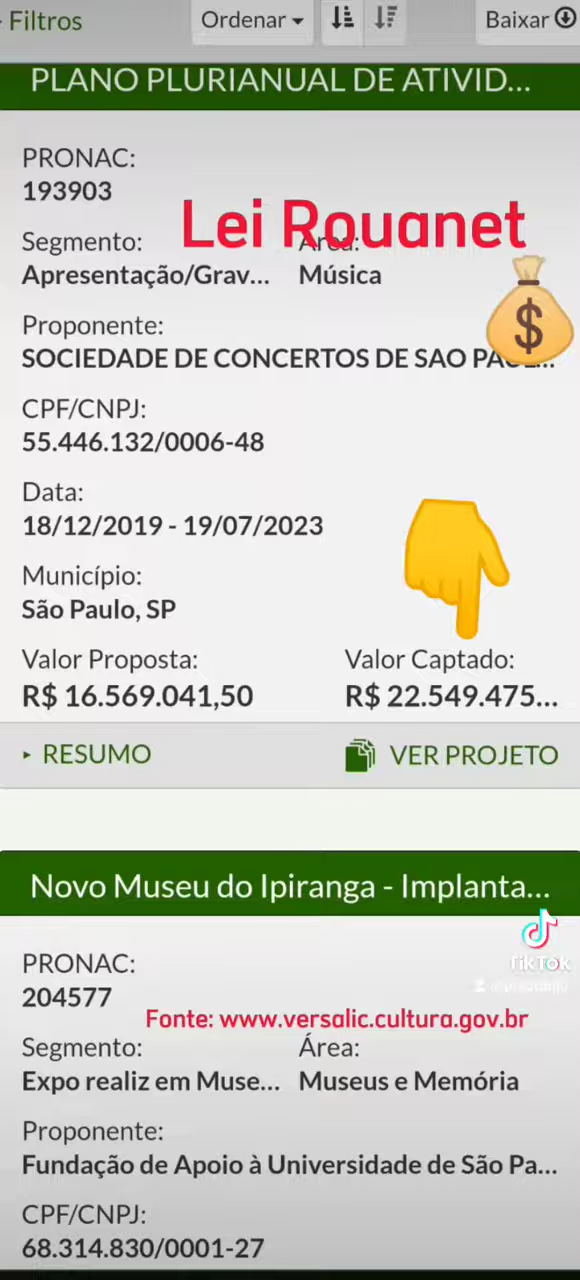 Filtros
Ordenar
Baixar
PLANO PLURIANUAL DE ATIVID...
PRONAC:
193903
Lei Rouanet
Segmento: Área:
Apresentação/Grav... Música
Proponente:
SOCIEDADE DE CONCERTOS DE SAO
CPF/CNPJ:
55.446.132/0006-48
Data:
18/12/2019 - 19/07/2023
Município:
São Paulo, SP
Valor Proposta: Valor Captado:
R$ 16.569.041,50 R$ 22.549.475...
RESUMO VER PROJETO
Novo Museu do Ipiranga - Implanta...
TikTok
PRONAC:
204577
Fonte: www.versalic.cultura.gov.br
Segmento: Área:
Expo realiz em Muse... Museus e Memória
Proponente:
Fundação de Apoio à Universidade de São Pa...
CPF/CNPJ:
68.314.830/0001-27